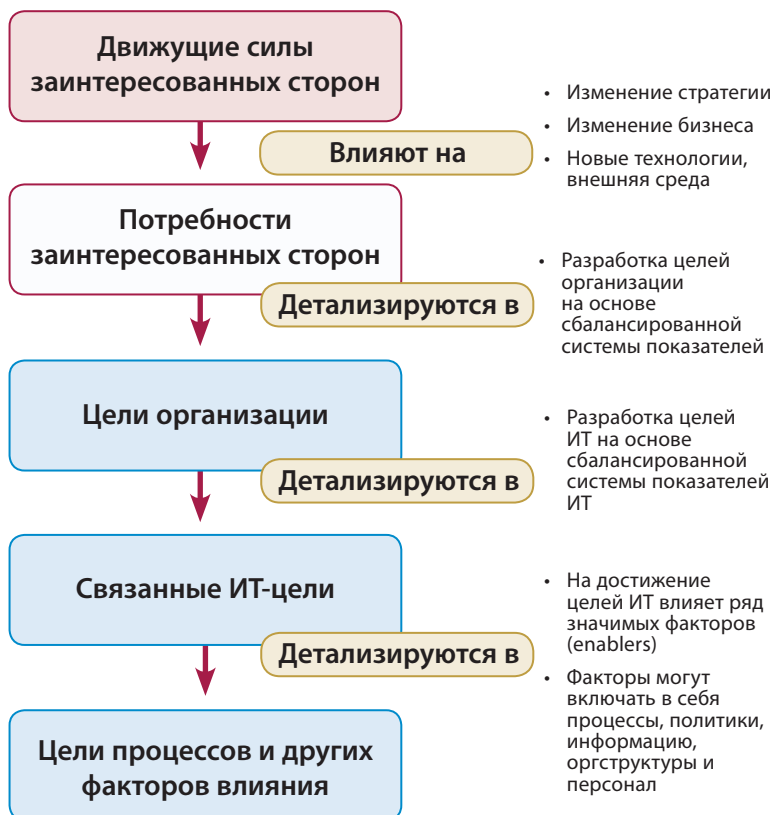 Движущие силы
заинтересованных сторон
Влияют на
• Изменение стратегии
• Изменение бизнеса
• Новые технологии,
внешняя среда
Потребности
заинтересованных сторон
Детализируются в
• Разработка целей
организации
на основе
сбалансированной
системы показателей
Цели организации
Детализируются в
• Разработка целей
ИТ на основе
сбалансированной
системы показателей
ИТ
Связанные ИТ-цели
Детализируются в
• На достижение
целей ИТ влияет ряд
значимых факторов
(enablers)
• Факторы могут
включать в себя
процессы, политики,
информацию,
оргструктуры и
персонал
Цели процессов и других
факторов влияния